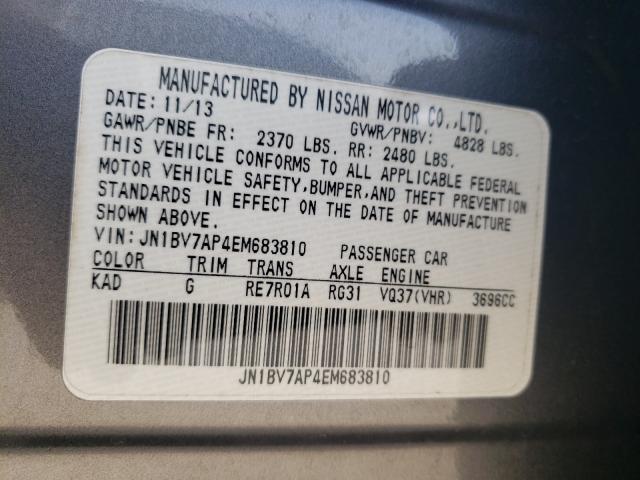 MANUFACTURED BY NISSAN MOTOR CO.,LTD.
DATE: 11/13 GVWR/PNBV: 4828 LBS.
GAWR/PNBE FR: 2370 LBS. RR: 2480 LBS.
THIS VEHICLE CONFORMS TO ALL APPLICABLE FEDERAL
MOTOR VEHICLE SAFETY,BUMPER,AND THEFT PREVENTION
STANDARDS IN EFFECT ON THE DATE OF MANUFACTURE
SHOWN ABOVE.
VIN:JN1BV7AP4EM683810 PASSENGER CAR
COLOR TRIM TRANS AXLE ENGINE
KAD G RE7R01A RG31 VQ37(VHR) 3696CC
JN1BV7AP4EM683810